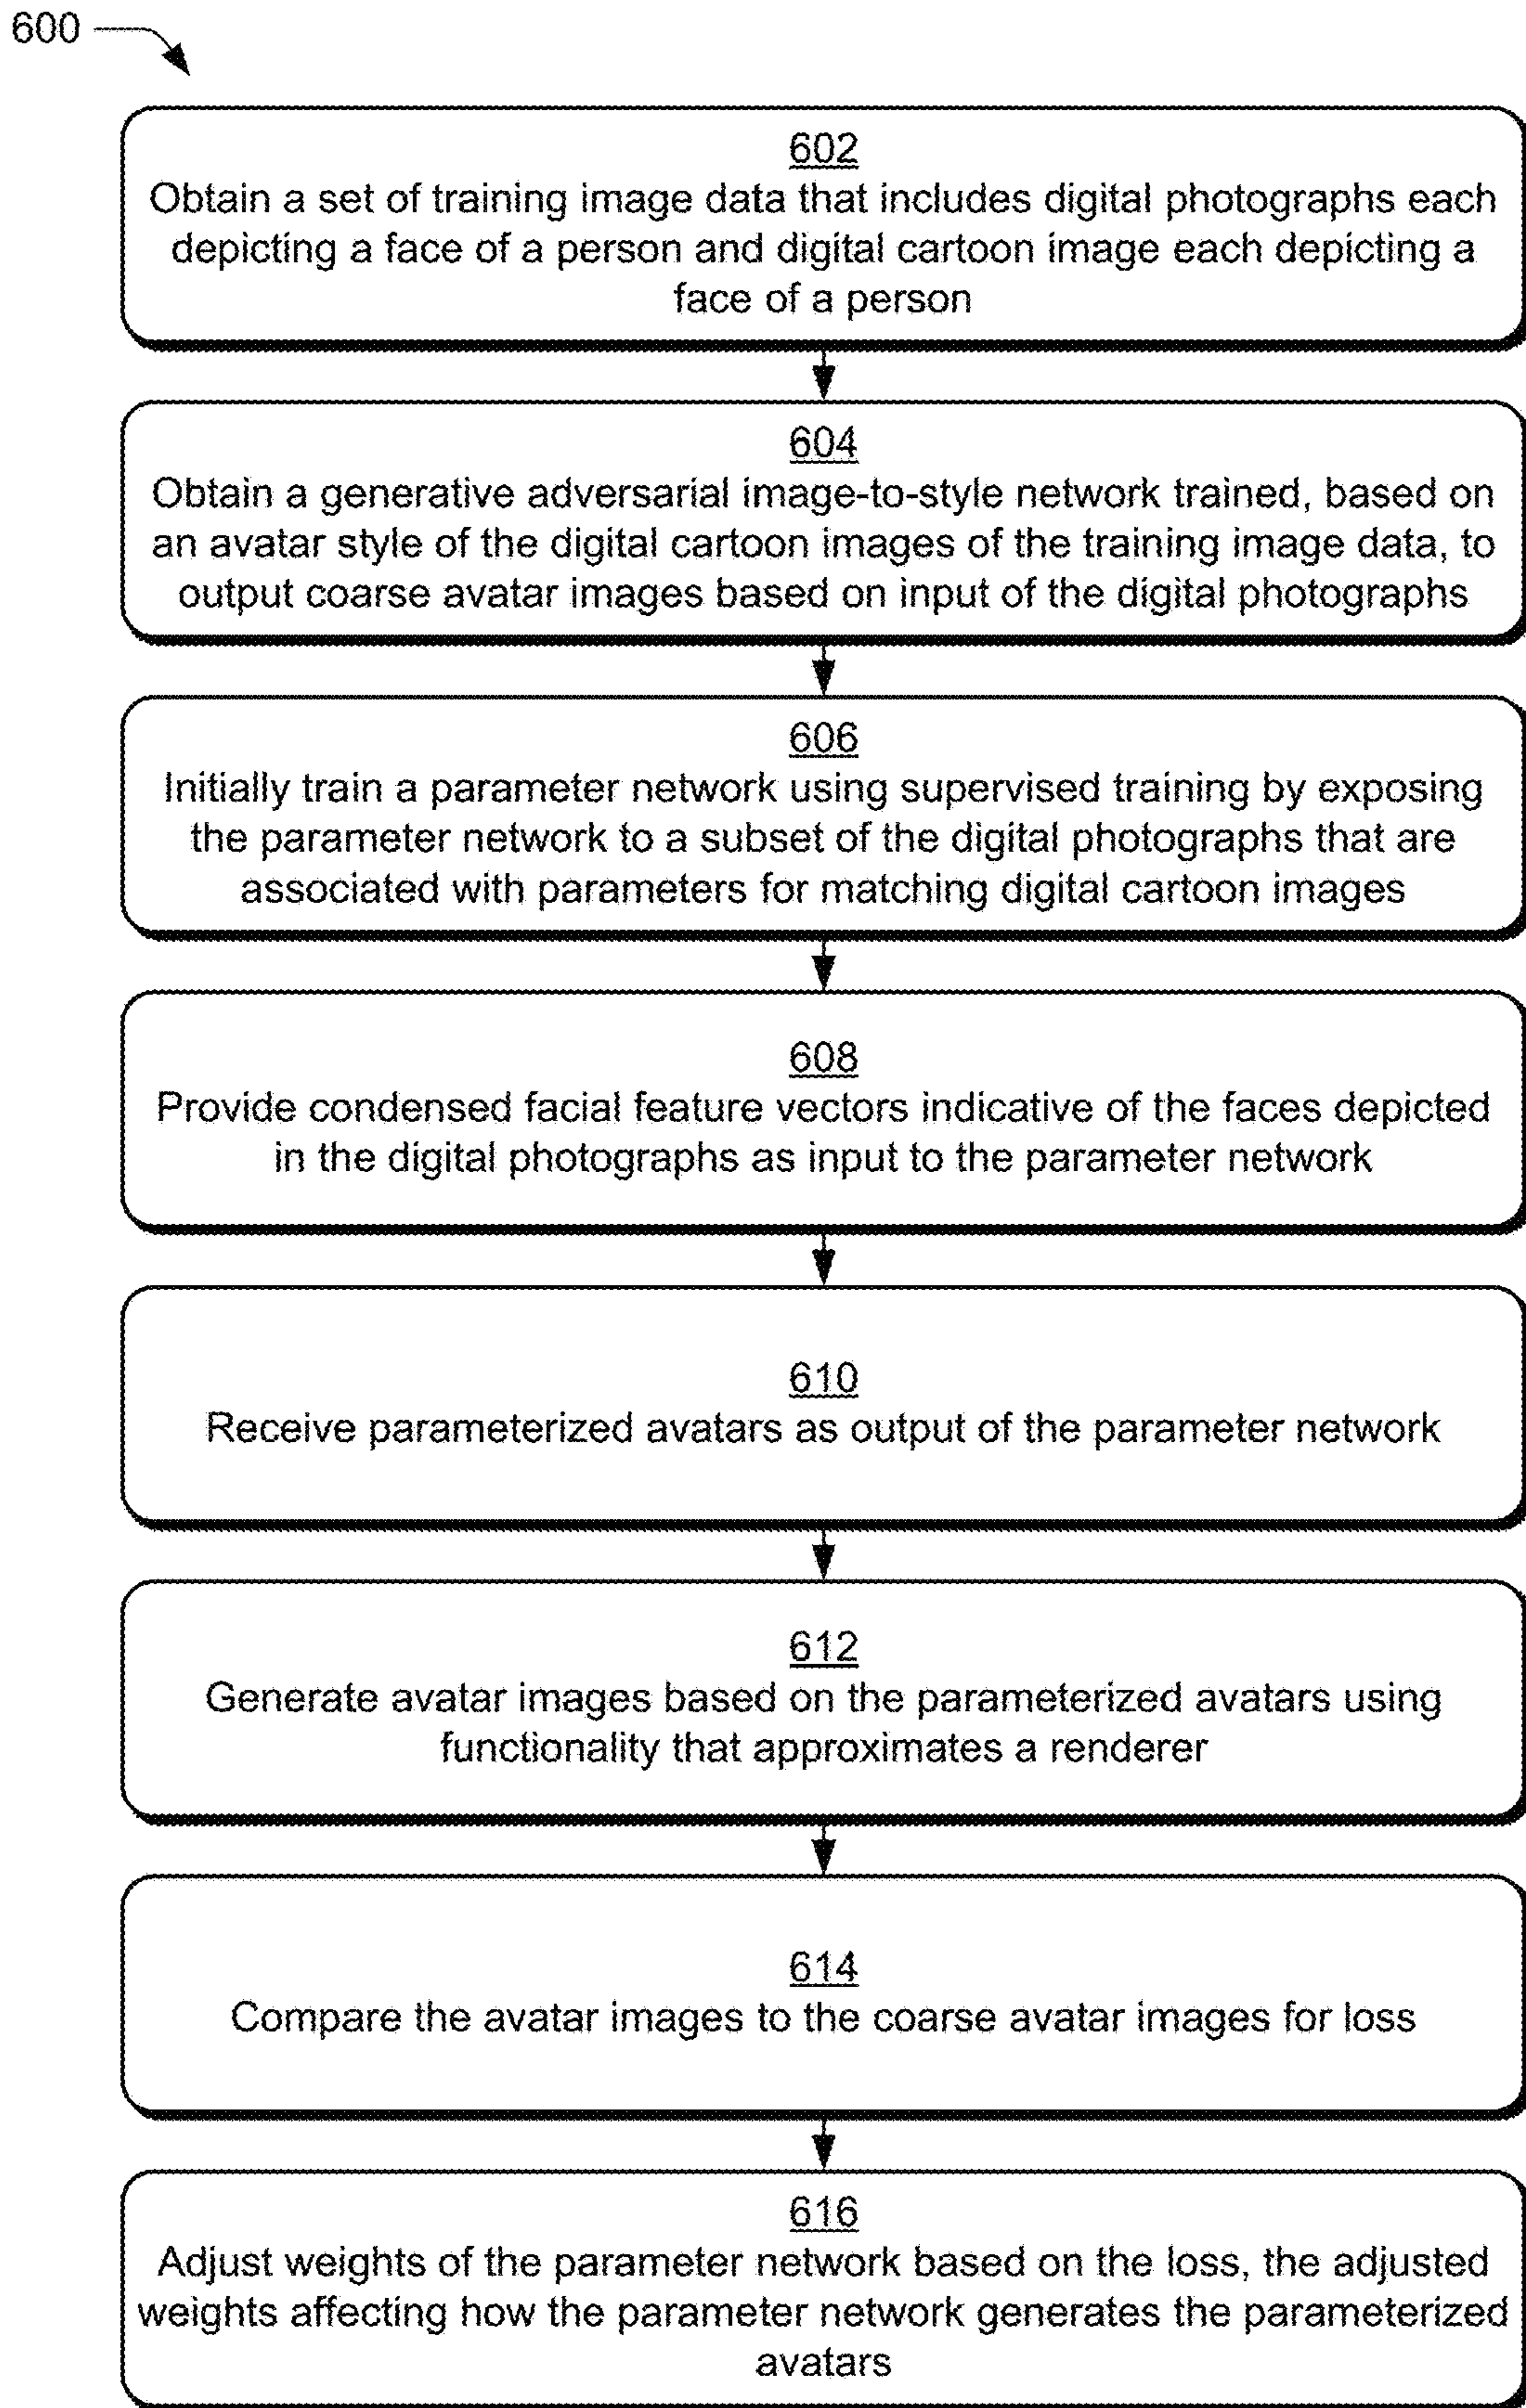 600
602
Obtain a set of training image data that includes digital photographs each
depicting a face of a person and digital cartoon image each depicting a
face of a person
604
Obtain a generative adversarial image-to-style network trained, based on
an avatar style of the digital cartoon images of the training image data, to
output coarse avatar images based on input of the digital photographs
606
Initially train a parameter network using supervised training by exposing
the parameter network to a subset of the digital photographs that are
associated with parameters for matching digital cartoon images
608
Provide condensed facial feature vectors indicative of the faces depicted
in the digital photographs as input to the parameter network
610
Receive parameterized avatars as output of the parameter network
612
Generate avatar images based on the parameterized avatars using
functionality that approximates a renderer
614
Compare the avatar images to the coarse avatar images for loss
616
Adjust weights of the parameter network based on the loss, the adjusted
weights affecting how the parameter network generates the parameterized
avatars